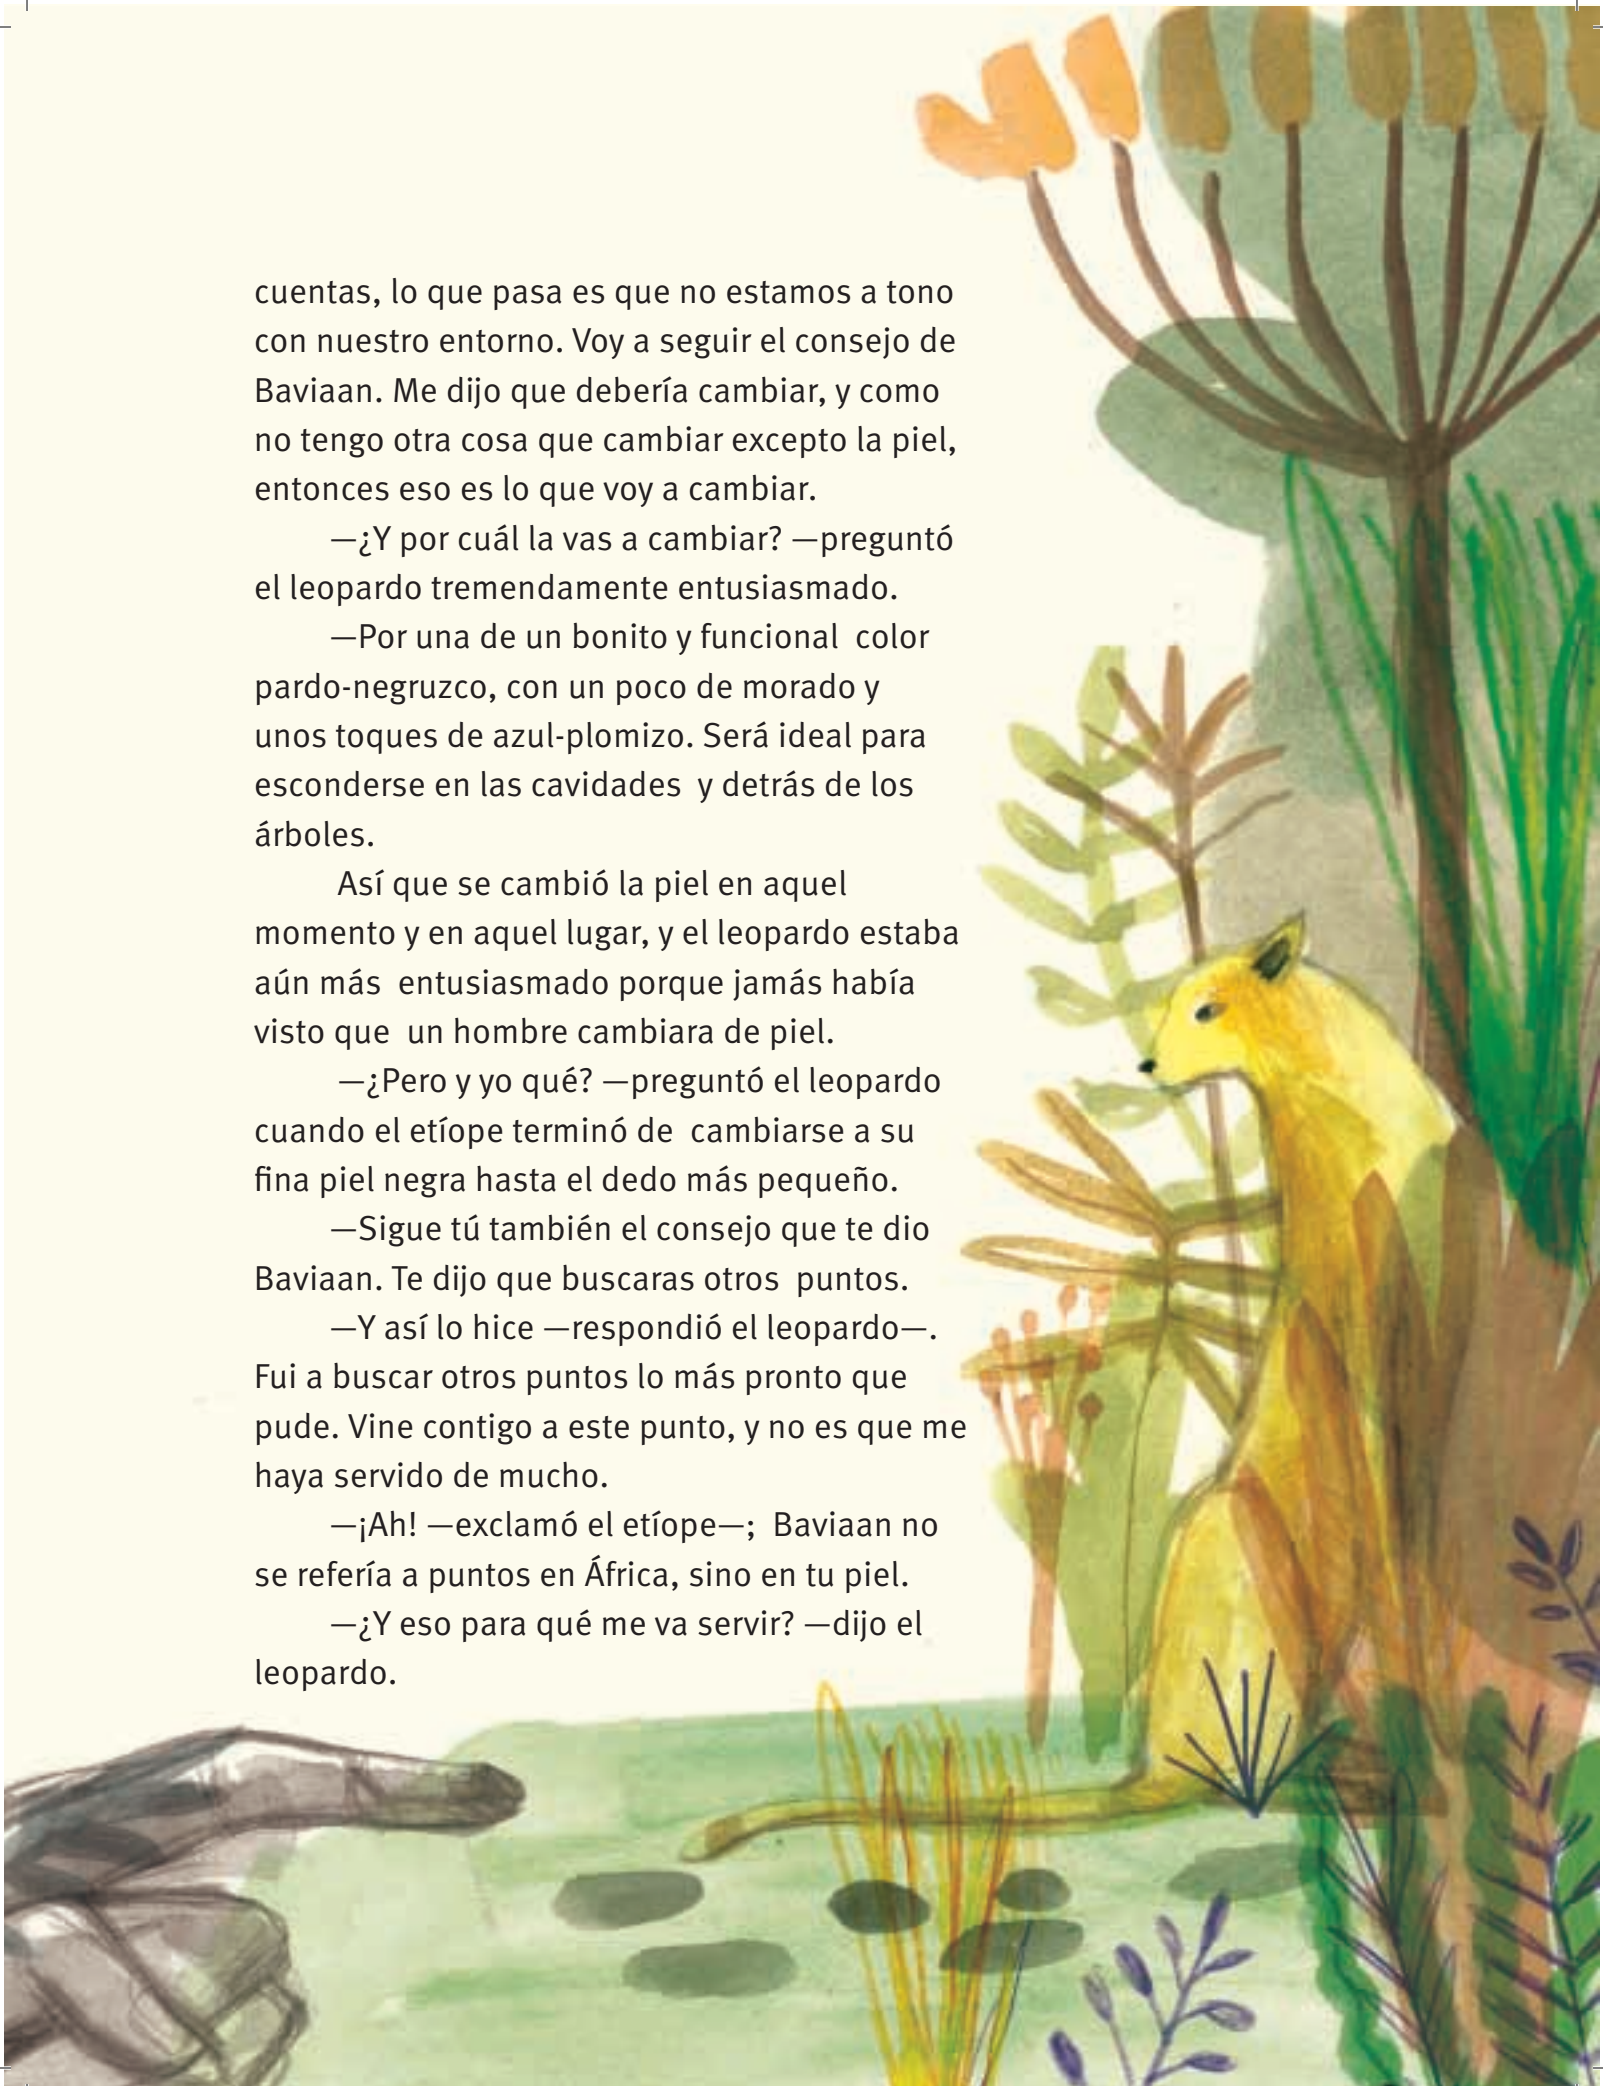 cuentas, lo que pasa es que no estamos a tono
con nuestro entorno. Voy a seguir el consejo de
Baviaan. Me dijo que debería cambiar, y como
no tengo otra cosa que cambiar excepto la piel,
entonces eso es lo que voy a cambiar.
—¿Y por cuál la vas a cambiar? —preguntó
el leopardo tremendamente entusiasmado.
—Por una de un bonito y funcional color
pardo-negruzco, con un poco de morado y
unos toques de azul-plomizo. Será ideal para
esconderse en las cavidades y detrás de los
árboles.
Así que se cambió la piel en aquel
momento y en aquel lugar, y el leopardo estaba
aún más entusiasmado porque jamás había
visto que un hombre cambiara de piel.
—¿Pero y yo qué? —preguntó el leopardo
cuando el etíope terminó de cambiarse a su
fina piel negra hasta el dedo más pequeño.
—Sigue tú también el consejo que te dio
Baviaan. Te dijo que buscaras otros puntos.
—Y así lo hice —respondió el leopardo—.
Fui a buscar otros puntos lo más pronto que
pude. Vine contigo a este punto, y no es que me
haya servido de mucho.
—¡Ah! —exclamó el etíope—; Baviaan no
se refería a puntos en África, sino en tu piel.
—¿Y eso para qué me va servir? —dijo el
leopardo.